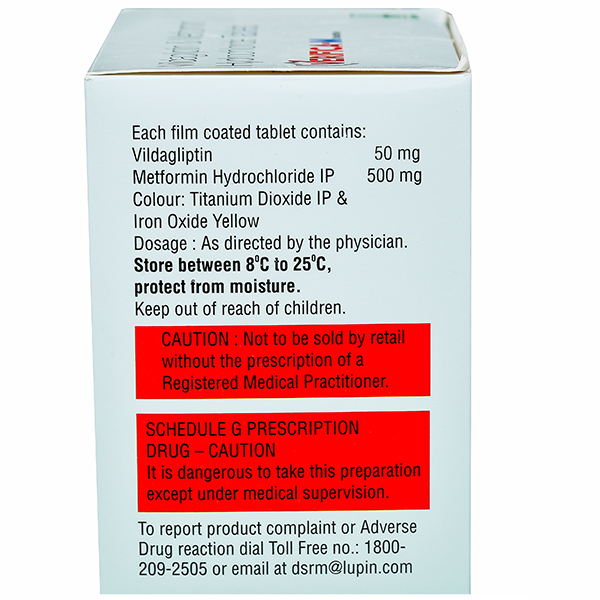 Each film coated tablet contains:
Vildagliptin 50 mg
Metformin Hydrochloride IP 500 mg
Colour: Titanium Dioxide IP &
Iron Oxide Yellow
Dosage : As directed by the physician.
Store between 8⁰C to 25⁰C,
protect from moisture.
Keep out of reach of children.
CAUTION : Not to be sold by retail
without the prescription of a
Registered Medical Practitioner.
SCHEDULE G PRESCRIPTION
DRUG – CAUTION
It is dangerous to take this preparation
except under medical supervision.
To report product complaint or Adverse
Drug reaction dial Toll Free no.: 1800-
209-2505 or email at dsrm@lupin.com